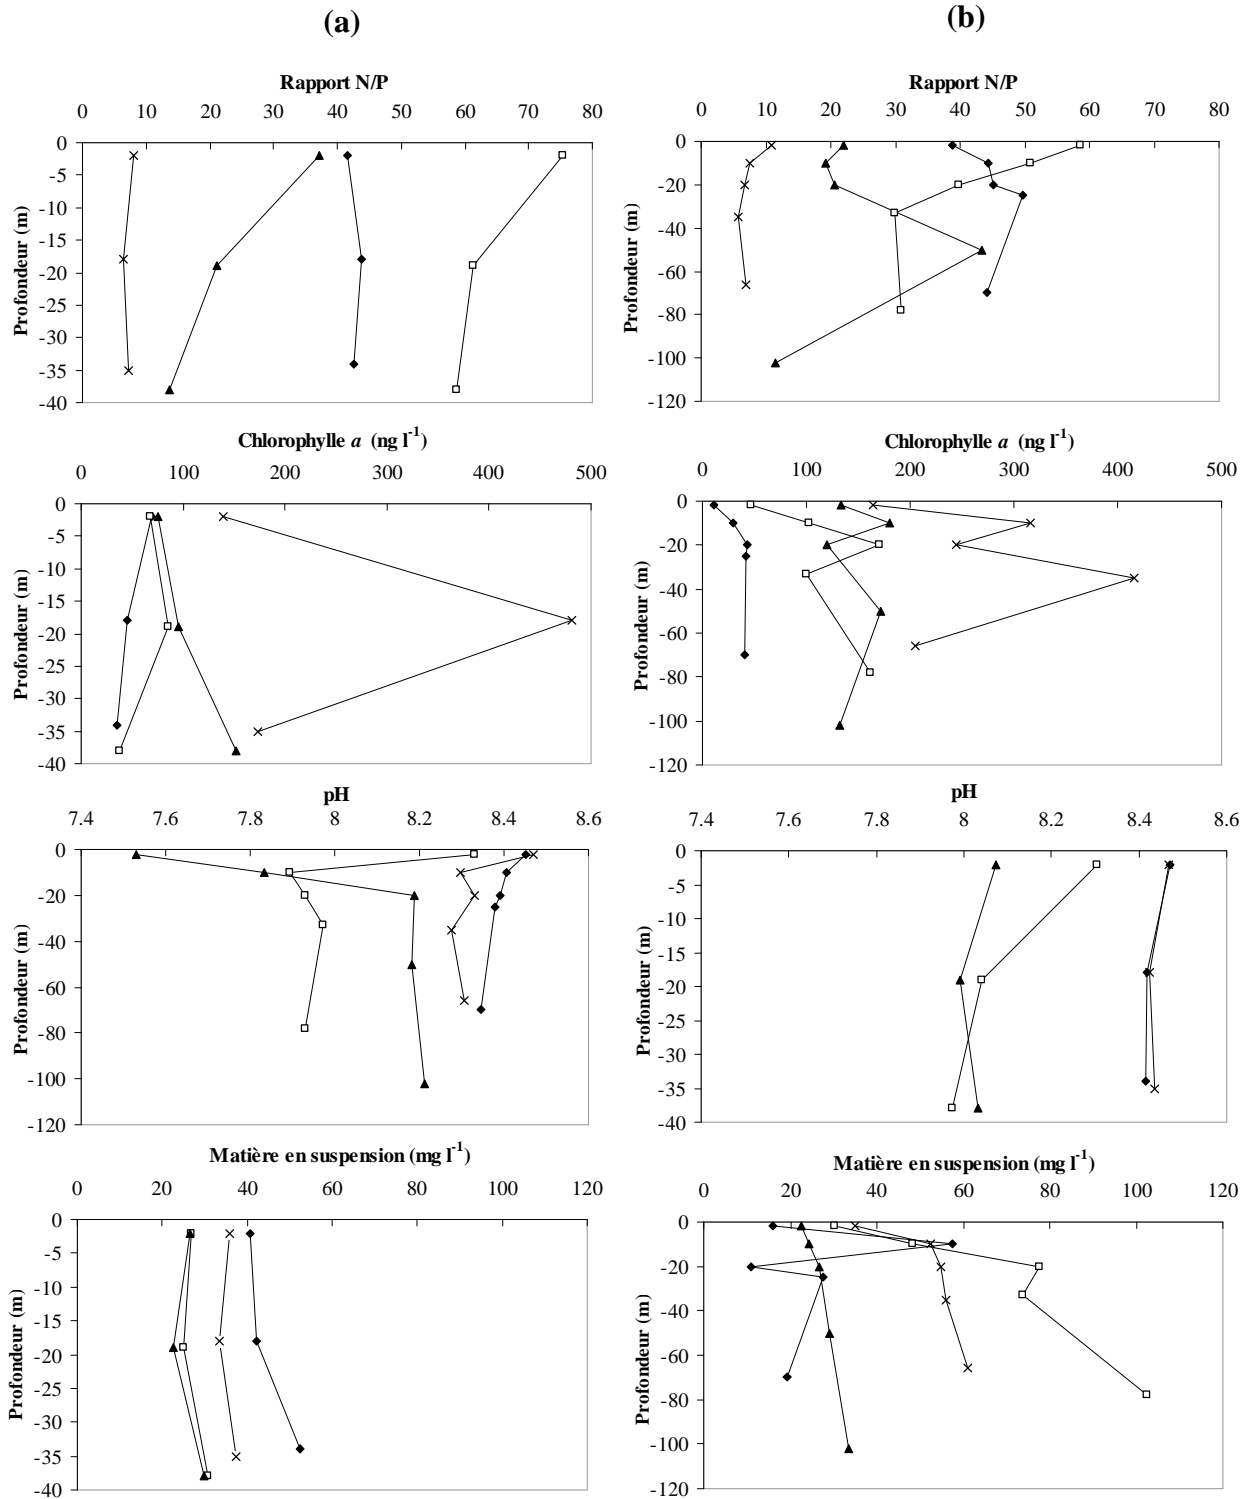 (a)
(b)
Rapport N/P
0 10 20 30 40 50 60 70 80
0
-5
-10
-15
-20
-25
-30
-35
-40
Profondeur (m)
Rapport N/P
0 10 20 30 40 50 60 70 80
0
-20
-40
-60
-80
-100
-120
Profondeur (m)
Chlorophylle a (ng l-1)
0 100 200 300 400 500
0
-5
-10
-15
-20
-25
-30
-35
-40
Profondeur (m)
Chlorophylle a (ng l-1)
0 100 200 300 400 500
0
-20
-40
-60
-80
-100
-120
Profondeur (m)
pH
7.4 7.6 7.8 8 8.2 8.4 8.6
0
-20
-40
-60
-80
-100
-120
Profondeur (m)
pH
7.4 7.6 7.8 8 8.2 8.4 8.6
0
-5
-10
-15
-20
-25
-30
-35
-40
Profondeur (m)
Matière en suspension (mg l-1)
0 20 40 60 80 100 120
0
-5
-10
-15
-20
-25
-30
-35
-40
Profondeur (m)
Matière en suspension (mg l-1)
0 20 40 60 80 100 120
0
-20
-40
-60
-80
-100
-120
Profondeur (m)